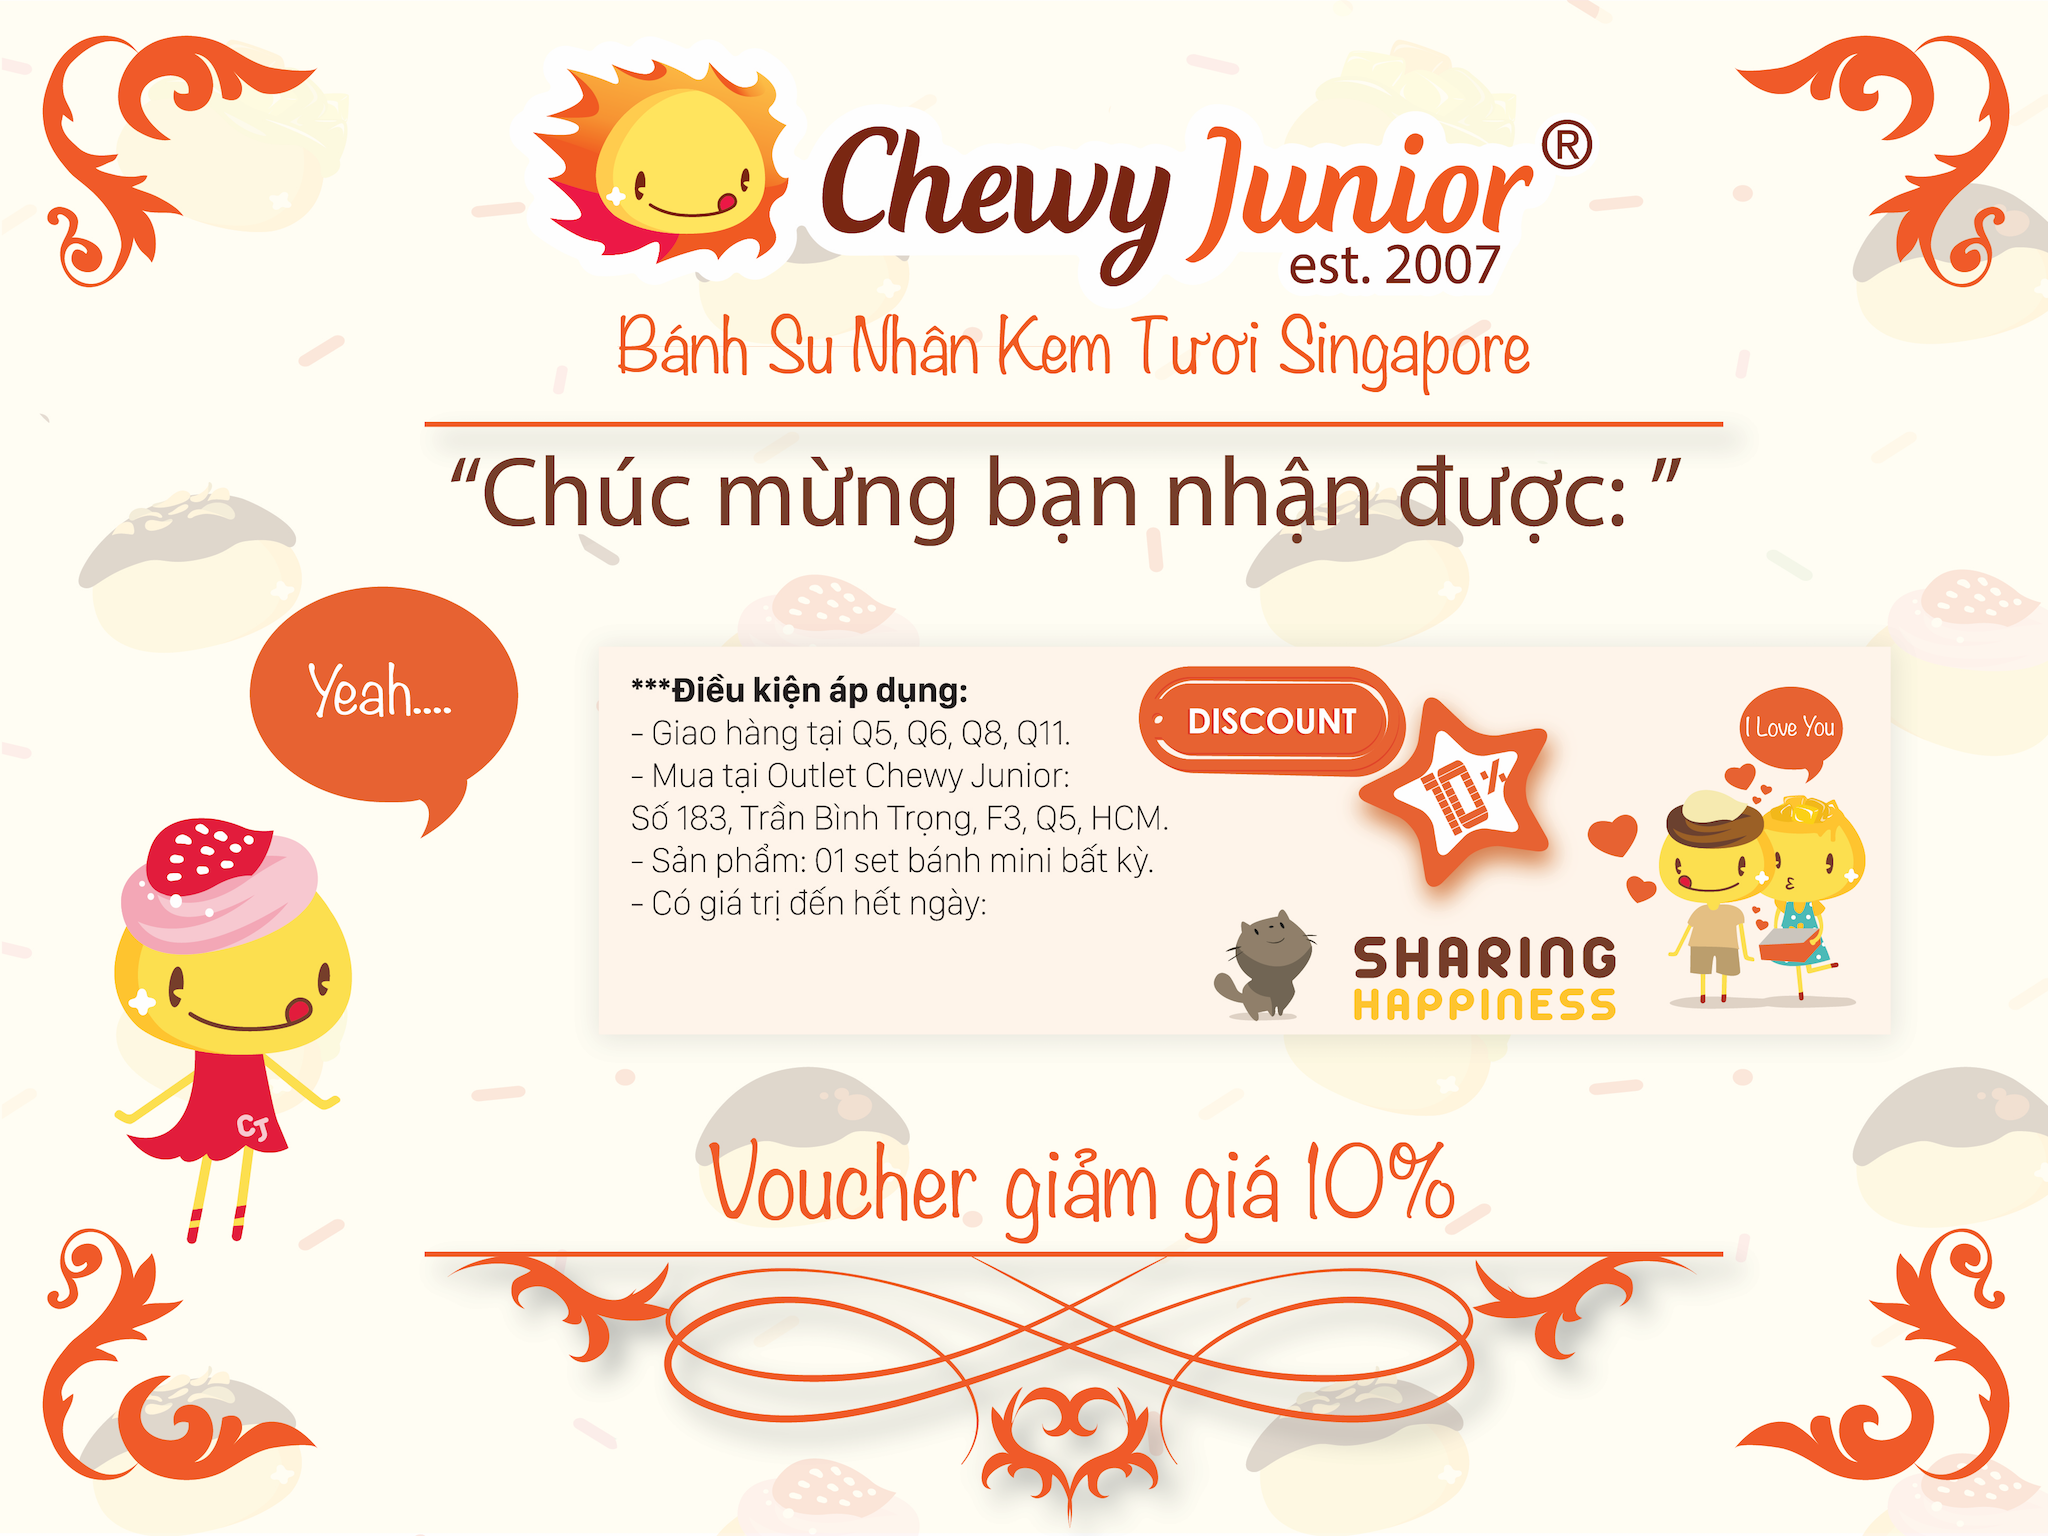 Chewy Junior®
est. 2007
Bánh Su Nhân Kem Tươi Singapore
“Chúc mừng bạn nhận được: ”
Yeah....
***Điều kiện áp dụng:
- Giao hàng tại Q5, Q6, Q8, Q11.
- Mua tại Outlet Chewy Junior:
Số 183, Trần Bình Trọng, F3, Q5, HCM.
- Sản phẩm: 01 set bánh mini bất kỳ.
- Có giá trị đến hết ngày:
DISCOUNT
10%
I Love You
SHARING
HAPPINESS
CJ
Voucher giảm giá 10%